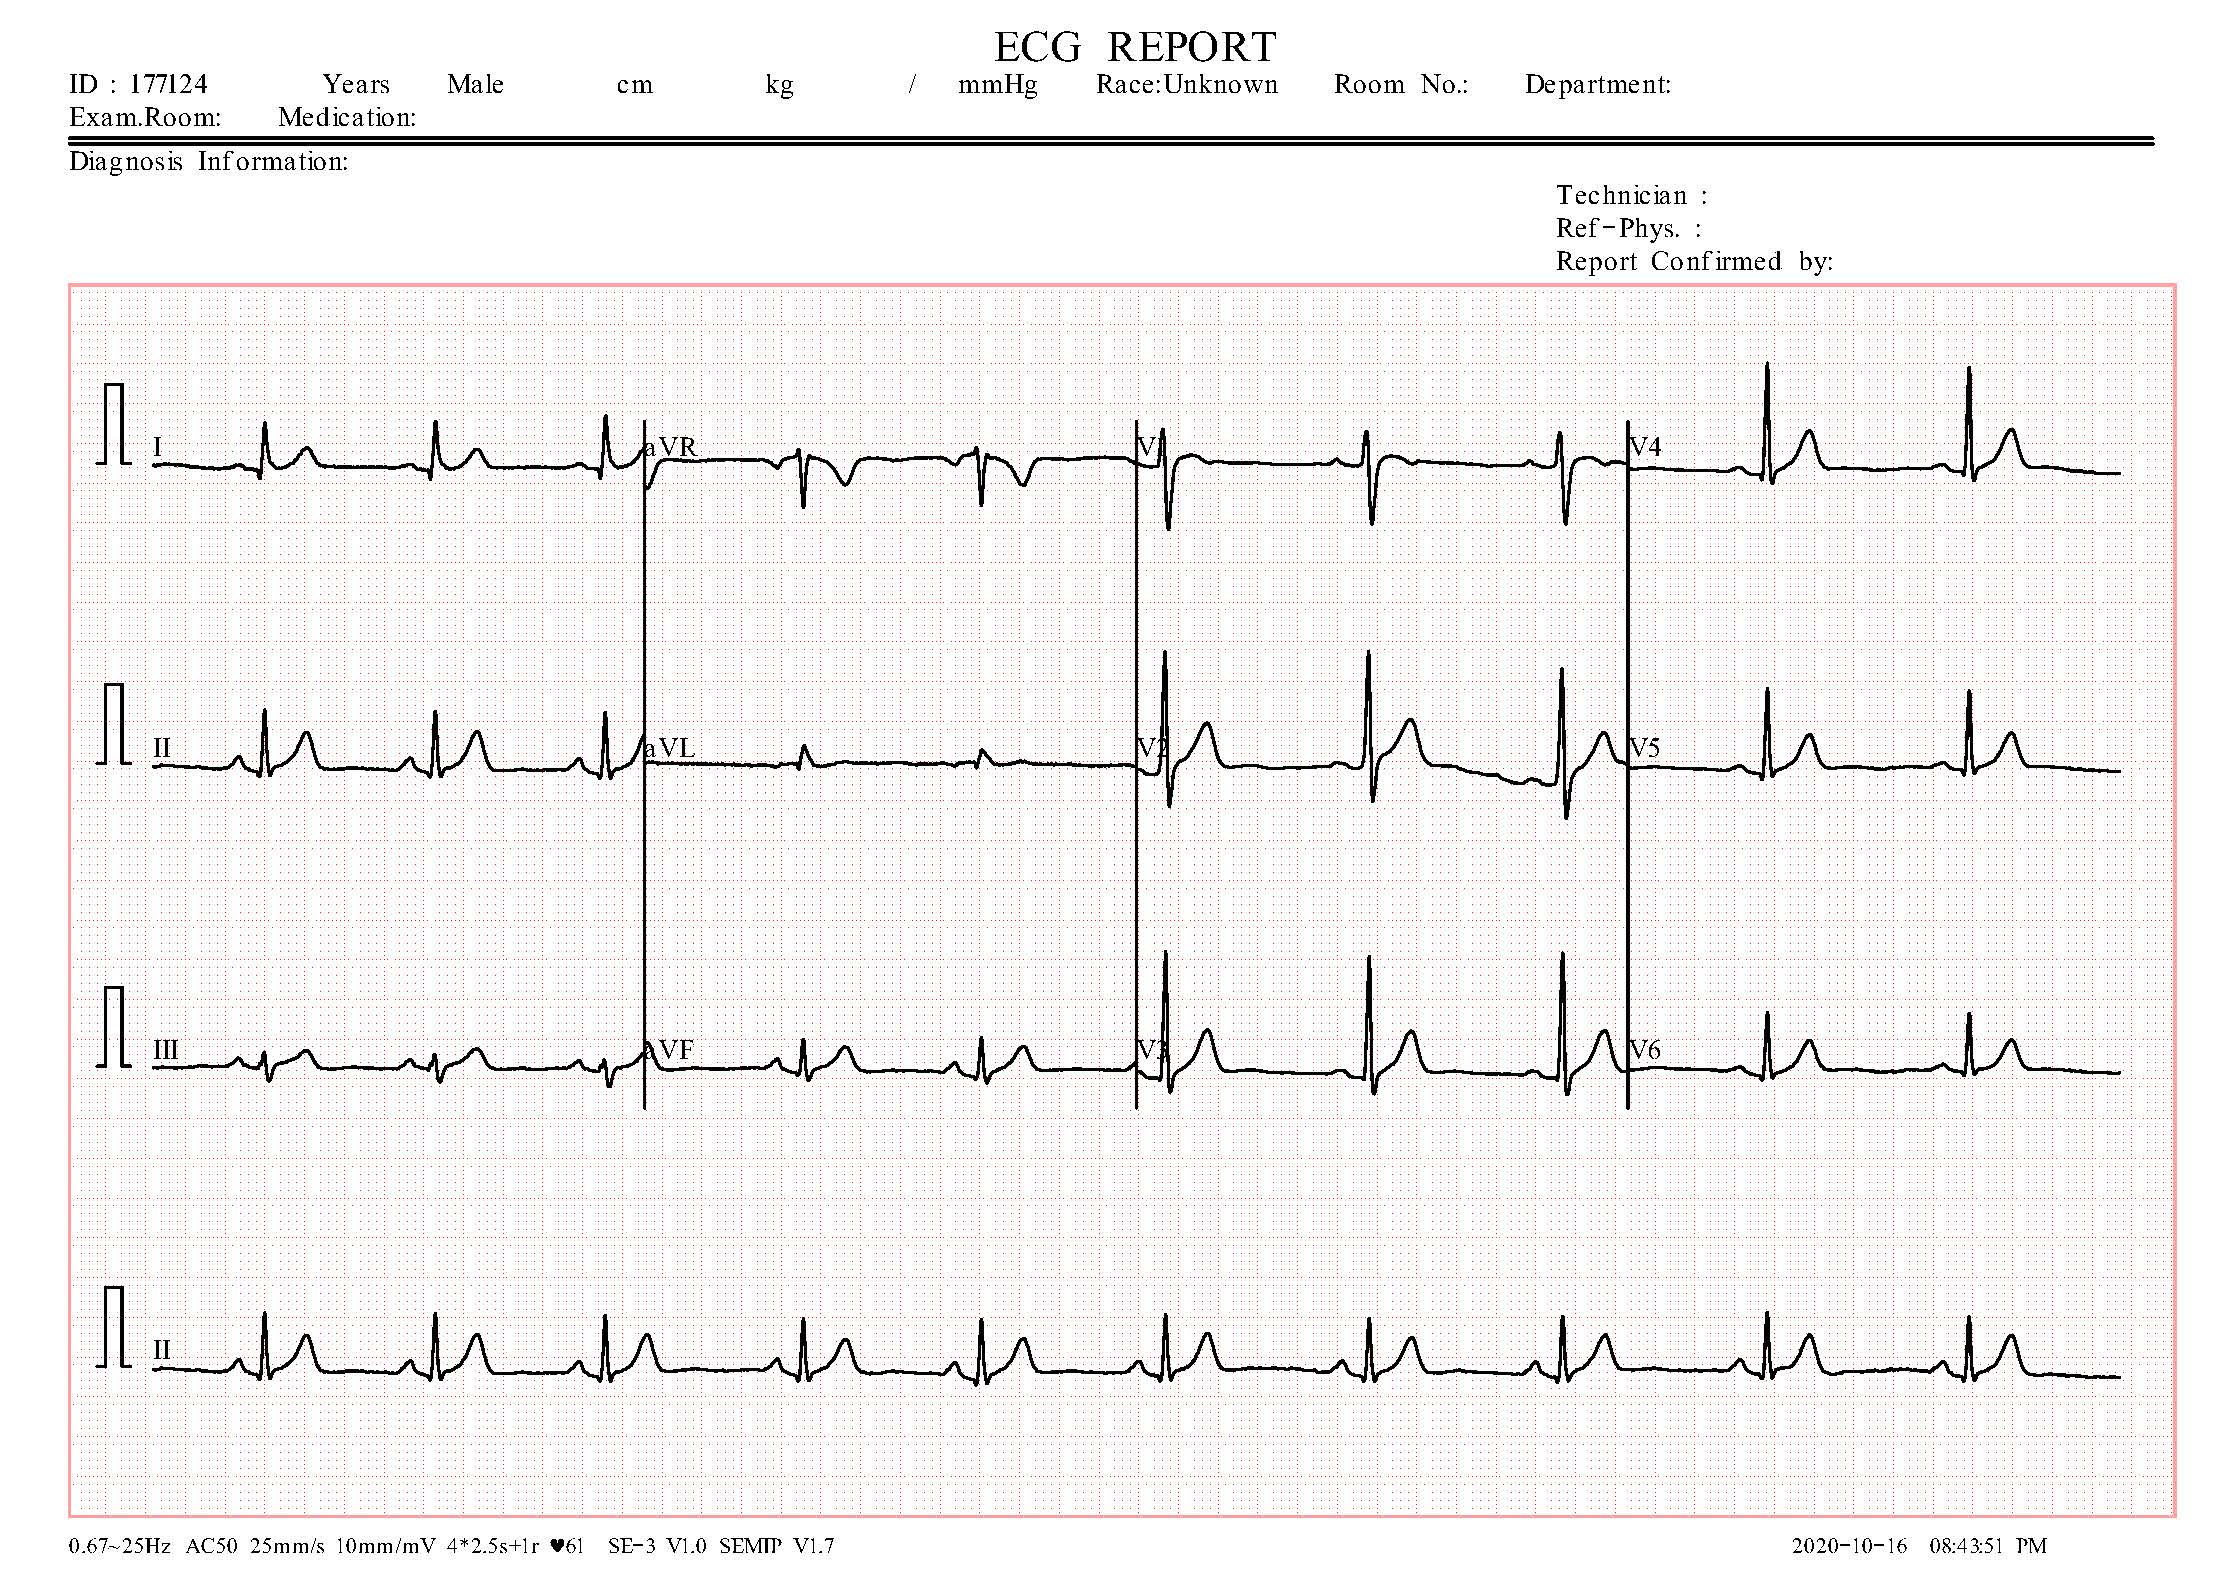 ECG REPORT
ID : 177124 Years Male cm kg / mmHg Race:Unknown Room No.: Department:
Exam.Room: Medication:
Diagnosis Information:
Technician :
Ref-Phys. :
Report Confirmed by:
I aVR V1 V4
II aVL V2 V5
III aVF V3 V6
II
0.67~25Hz AC50 25mm/s 10mm/mV 4*2.5s+1r ♥61 SE-3 V1.0 SEMIP V1.7 2020-10-16 08:43:51 PM